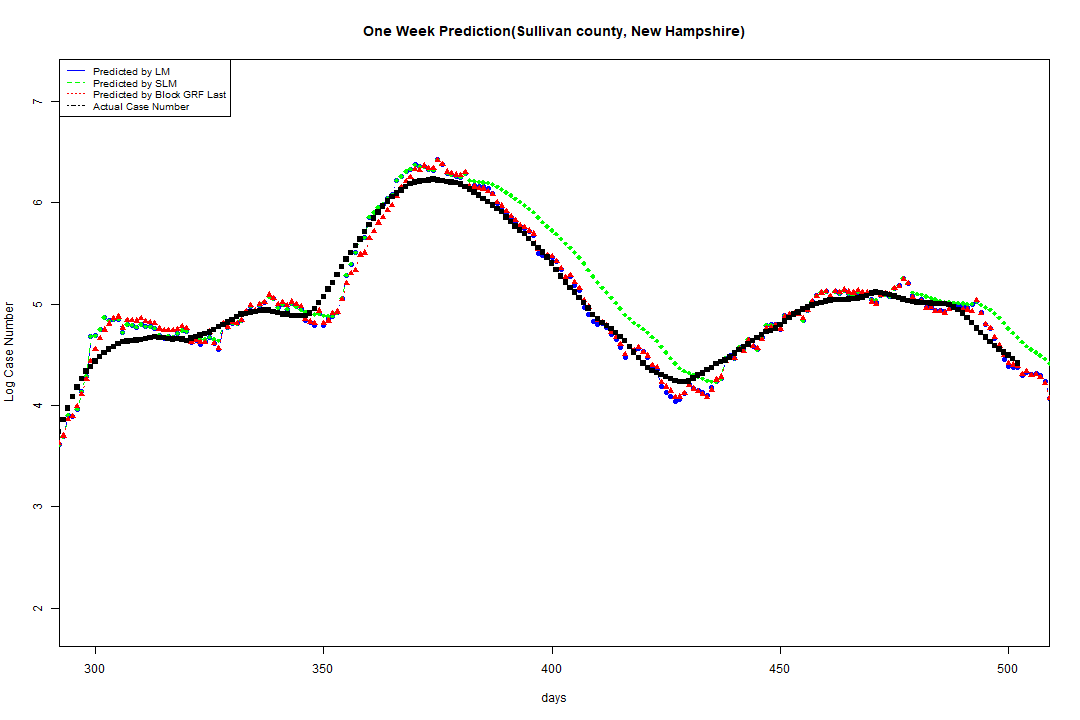 One Week Prediction(Sullivan county, New Hampshire)
Predicted by LM
Predicted by SLM
Predicted by Block GRF Last
Actual Case Number
7
6
5
4
3
2
Log Case Number
300 350 400 450 500
days